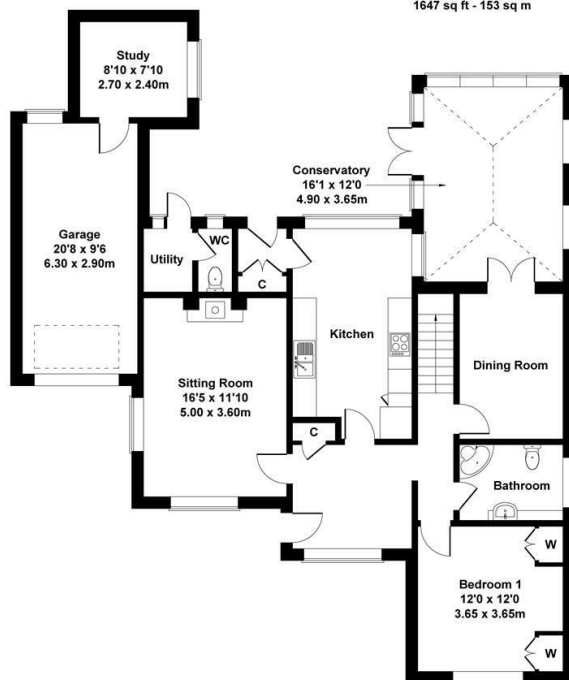 1647 sq ft - 153 sq m
Study
8'10 x 7'10
2.70 x 2.40m
Conservatory
16'1 x 12'0
4.90 x 3.65m
Garage
20'8 x 9'6
6.30 x 2.90m
Utility
WC
C
Kitchen
Dining Room
Sitting Room
16'5 x 11'10
5.00 x 3.60m
C
Bathroom
W
Bedroom 1
12'0 x 12'0
3.65 x 3.65m
W